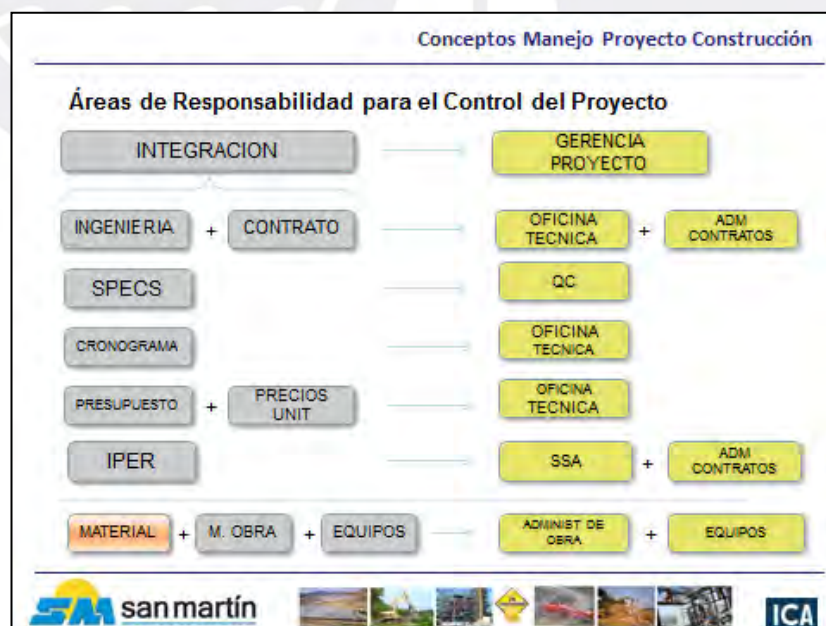 Conceptos Manejo Proyecto Construcción
Áreas de Responsabilidad para el Control del Proyecto
INTEGRACION
GERENCIA
PROYECTO
INGENIERIA + CONTRATO
OFICINA
TECNICA
+
ADM
CONTRATOS
SPECS
QC
CRONOGRAMA
OFICINA
TECNICA
PRESUPUESTO +
PRECIOS
UNIT
OFICINA
TECNICA
IPER
SSA +
ADM
CONTRATOS
MATERIAL + M. OBRA + EQUIPOS
ADMINIST DE
OBRA
+ EQUIPOS
SM san martín
ICA